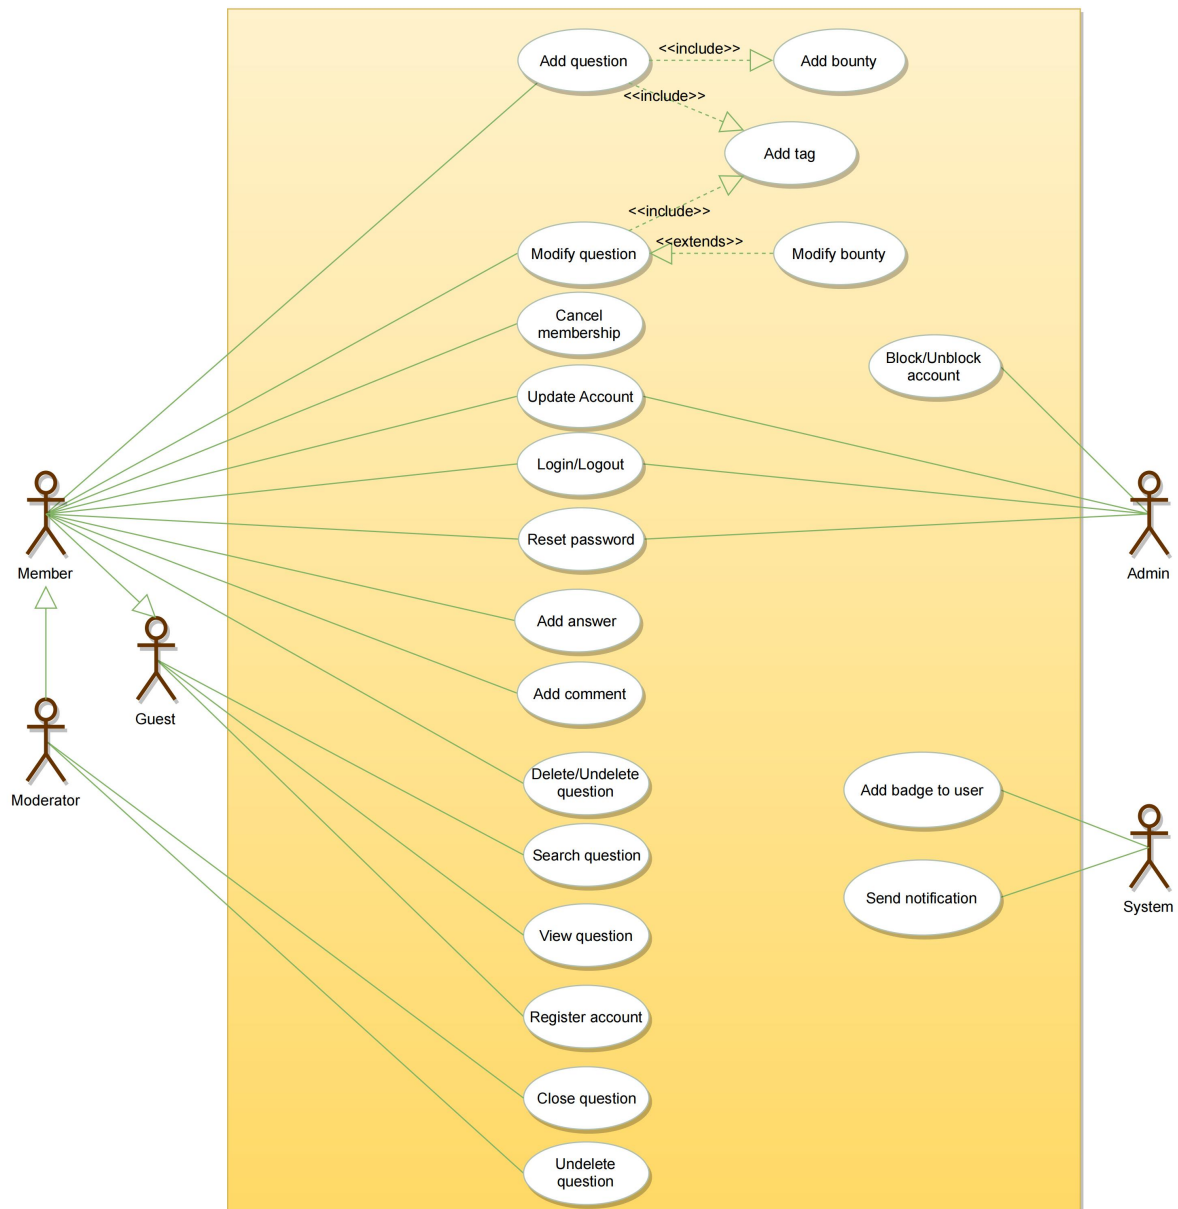 Add question
<<include>>
Add bounty
<<include>>
Add tag
<<include>>
Modify question
<<extends>>
Modify bounty
Cancel
membership
Block/Unblock
account
Update Account
Login/Logout
Member
Reset password
Admin
Add answer
Add comment
Guest
Moderator
Delete/Undelete
question
Add badge to user
Search question
Send notification
System
View question
Register account
Close question
Undelete
question